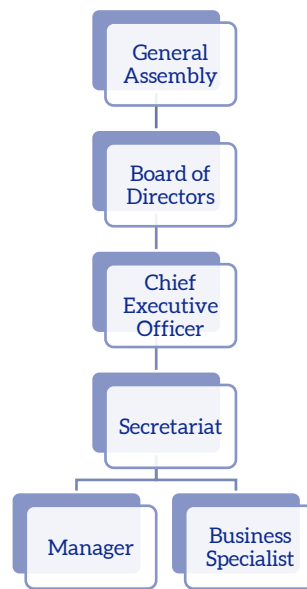 General
Assembly
Board of
Directors
Chief
Executive
Officer
Secretariat
Manager
Business
Specialist